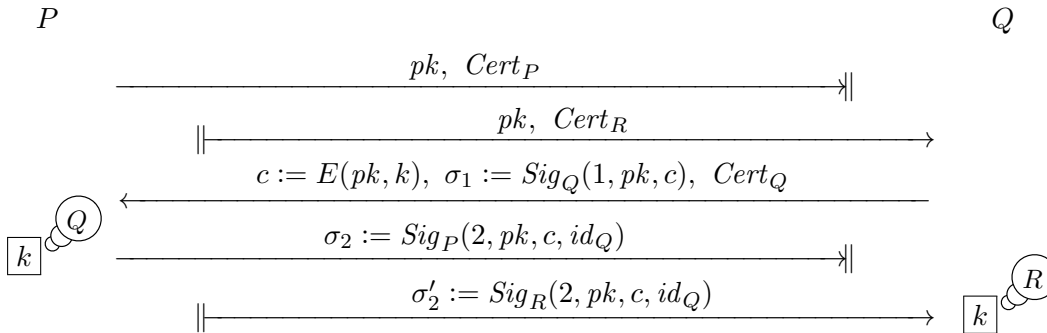 P Q
pk, Cert_P
pk, Cert_R
c := E(pk, k), σ_1 := Sig_Q(1, pk, c), Cert_Q
Q
k
σ_2 := Sig_P(2, pk, c, id_Q)
R
k
σ′_2 := Sig_R(2, pk, c, id_Q)